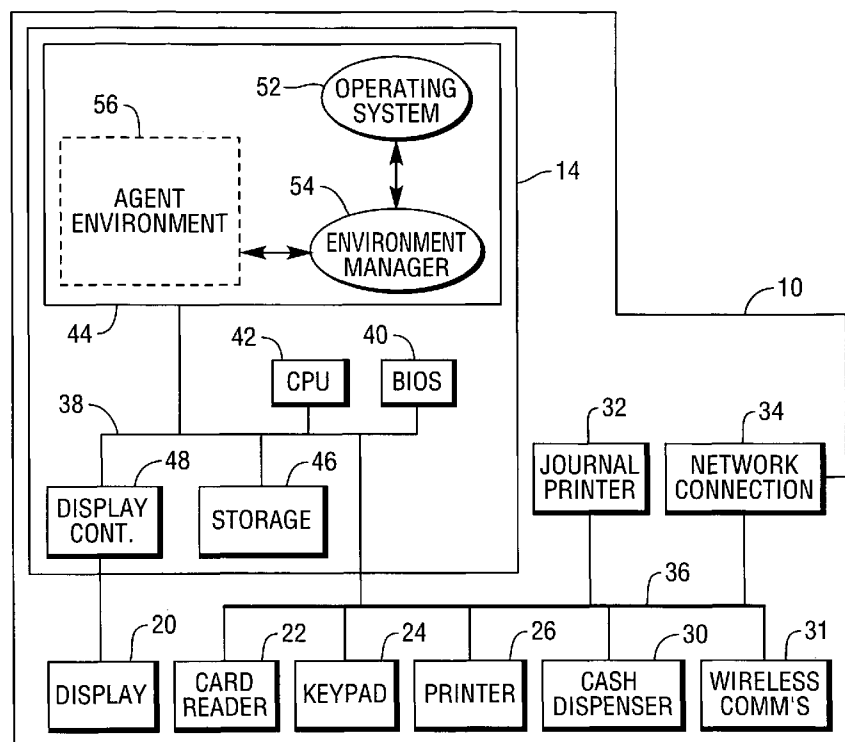 52
OPERATING
SYSTEM
56
AGENT
ENVIRONMENT
14
54
ENVIRONMENT
MANAGER
10
44
42
CPU
40
BIOS
38
32
JOURNAL
PRINTER
34
NETWORK
CONNECTION
48
DISPLAY
CONT.
46
STORAGE
36
20
DISPLAY
22
CARD
READER
24
KEYPAD
26
PRINTER
30
CASH
DISPENSER
31
WIRELESS
COMM'S